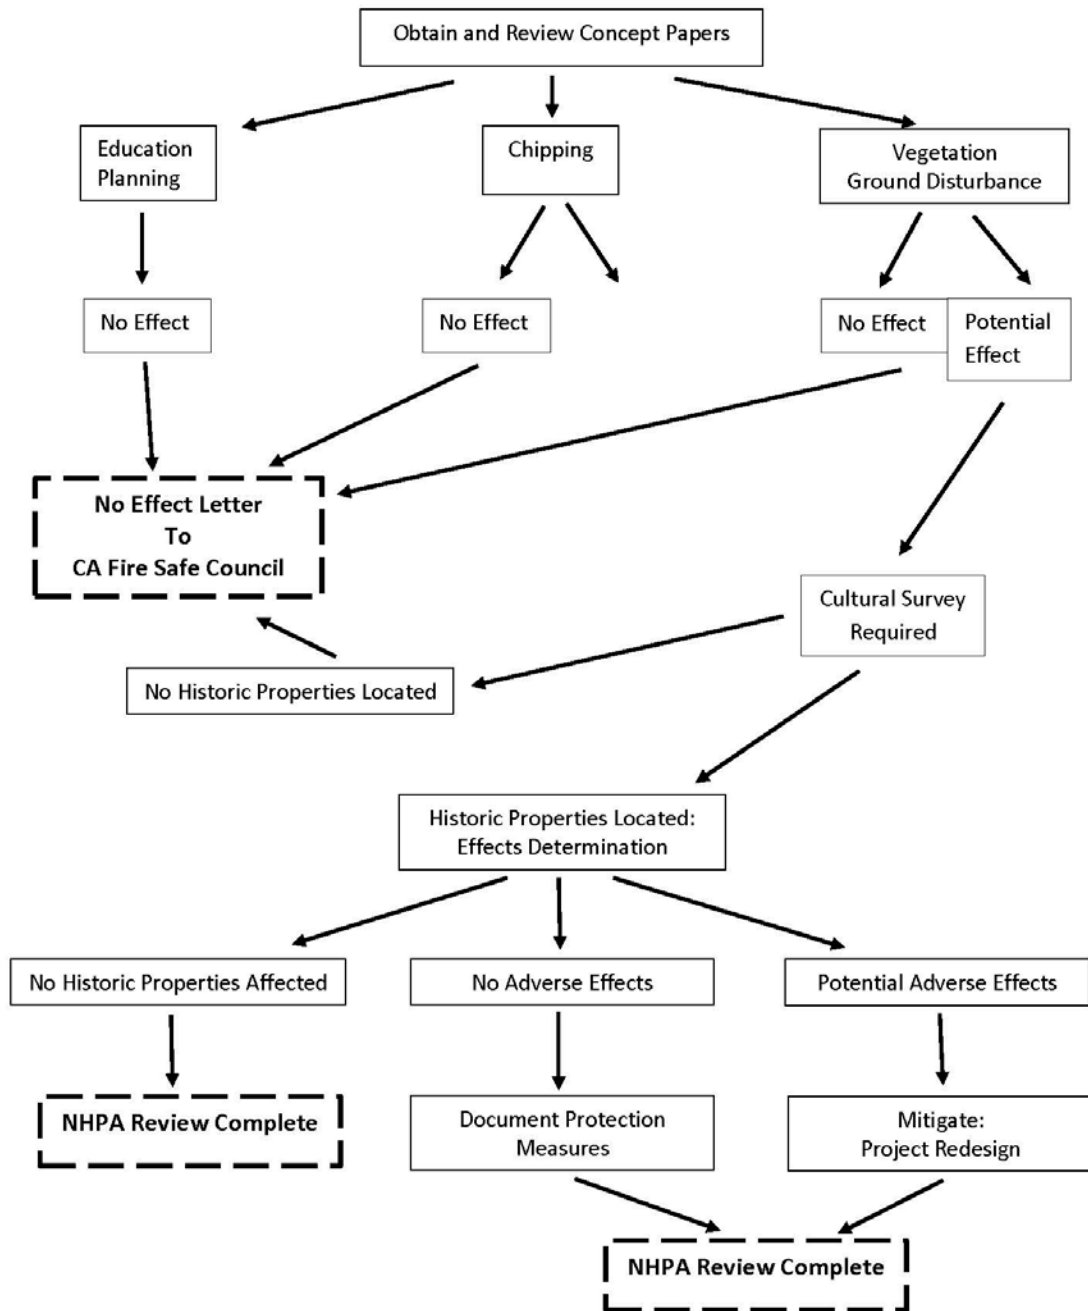 Obtain and Review Concept Papers
Education
Planning
Chipping
Vegetation
Ground Disturbance
No Effect
No Effect
No Effect
Potential
Effect
No Effect Letter
To
CA Fire Safe Council
Cultural Survey
Required
No Historic Properties Located
Historic Properties Located:
Effects Determination
No Historic Properties Affected
No Adverse Effects
Potential Adverse Effects
NHPA Review Complete
Document Protection
Measures
Mitigate:
Project Redesign
NHPA Review Complete